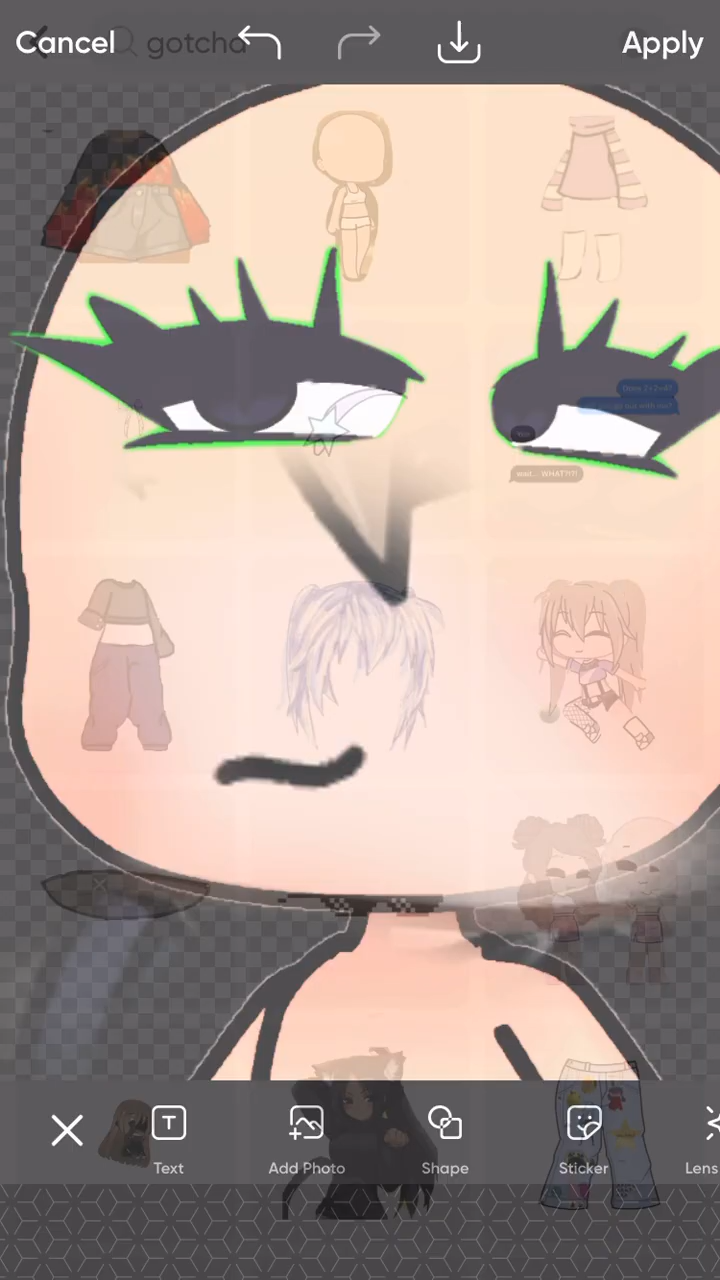 Cancel
gotcha
Apply
wait... WHAT?!?!
Text
Add Photo
Shape
Sticker
Lens